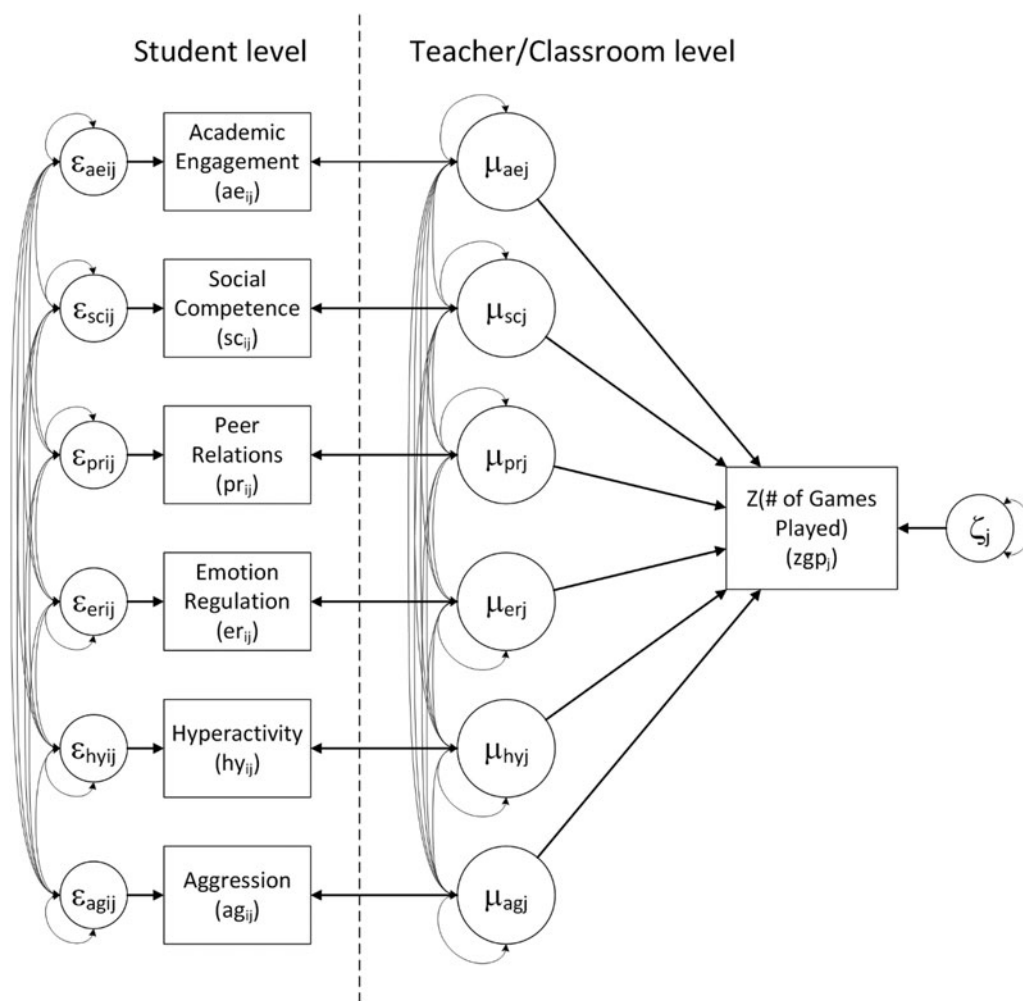 Student level
Teacher/Classroom level
εaeij
Academic
Engagement
(aeij)
μaej
εscij
Social
Competence
(scij)
μscj
εprij
Peer
Relations
(prij)
μprj
Z(# of Games
Played)
(zgpj)
ζj
εerij
Emotion
Regulation
(erij)
μerj
εhyij
Hyperactivity
(hyij)
μhyj
εagij
Aggression
(agij)
μagj